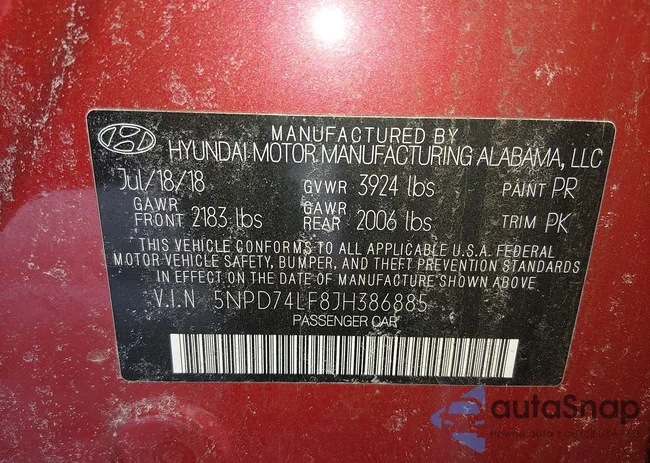 MANUFACTURED BY
HYUNDAI MOTOR MANUFACTURING ALABAMA, LLC
Jul/18/18 GVWR 3924 lbs PAINT PR
GAWR FRONT 2183 lbs GAWR REAR 2006 lbs TRIM PK
THIS VEHICLE CONFORMS TO ALL APPLICABLE U.S.A. FEDERAL
MOTOR VEHICLE SAFETY, BUMPER, AND THEFT PREVENTION STANDARDS
IN EFFECT ON THE DATE OF MANUFACTURE SHOWN ABOVE.
V.I.N 5NPD74LF8JH386885
PASSENGER CAR
autaSnap